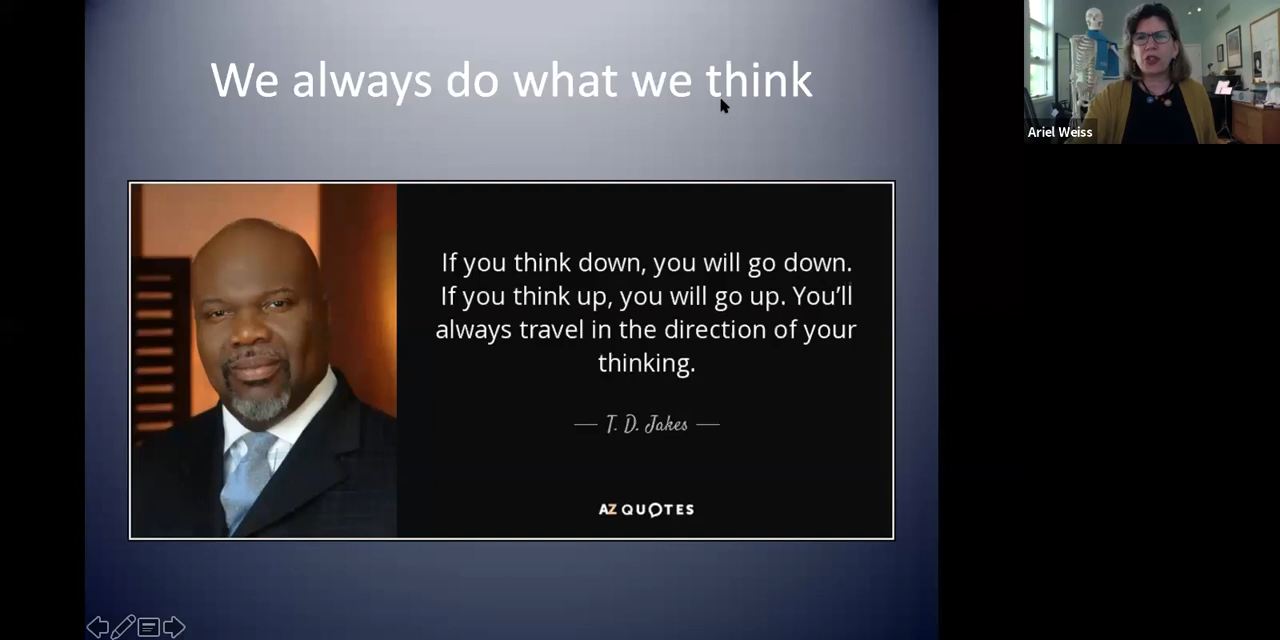 We always do what we think
Ariel Weiss
If you think down, you will go down.
If you think up, you will go up. You’ll
always travel in the direction of your
thinking.
— T. D. Jakes —
AZ QUOTES